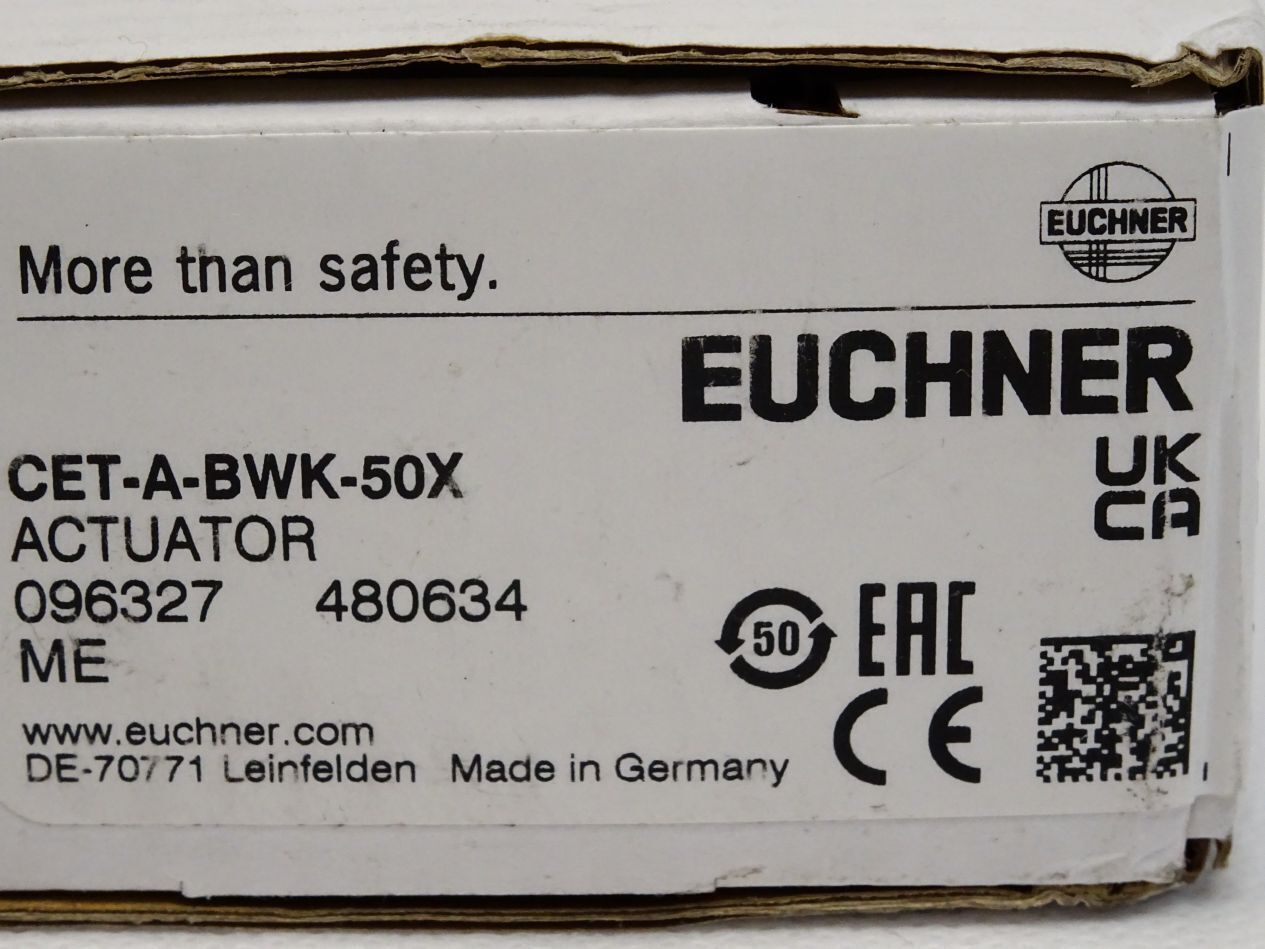 EUCHNER
More than safety.
EUCHNER
UK
CA
CET-A-BWK-50X
ACTUATOR
096327 480634
ME
50
EAC
CE
www.euchner.com
DE-70771 Leinfelden Made in Germany